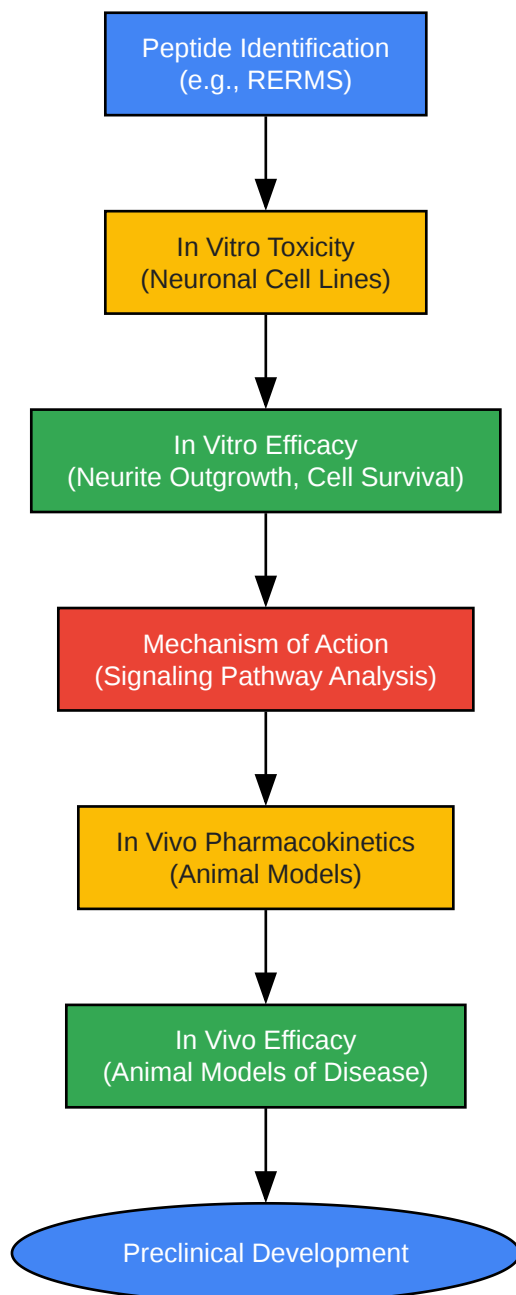 Peptide Identification
(e.g., RERMS)
In Vitro Toxicity
(Neuronal Cell Lines)
In Vitro Efficacy
(Neurite Outgrowth, Cell Survival)
Mechanism of Action
(Signaling Pathway Analysis)
In Vivo Pharmacokinetics
(Animal Models)
In Vivo Efficacy
(Animal Models of Disease)
Preclinical Development